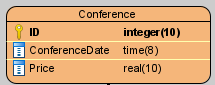 Conference
ID integer(10)
ConferenceDate time(8)
Price real(10)